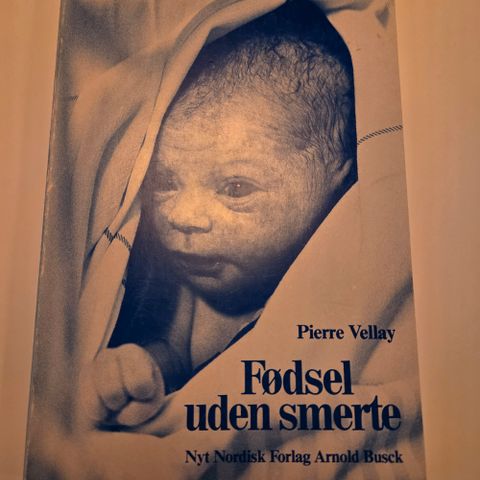 Pierre Vellay
Fødsel
uden smerte
Nyt Nordisk Forlag Arnold Busck